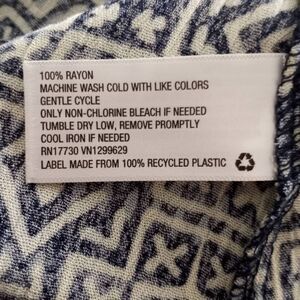 100% RAYON
MACHINE WASH COLD WITH LIKE COLORS
GENTLE CYCLE
ONLY NON-CHLORINE BLEACH IF NEEDED
TUMBLE DRY LOW, REMOVE PROMPTLY
COOL IRON IF NEEDED
RN17730 VN1299629
LABEL MADE FROM 100% RECYCLED PLASTIC